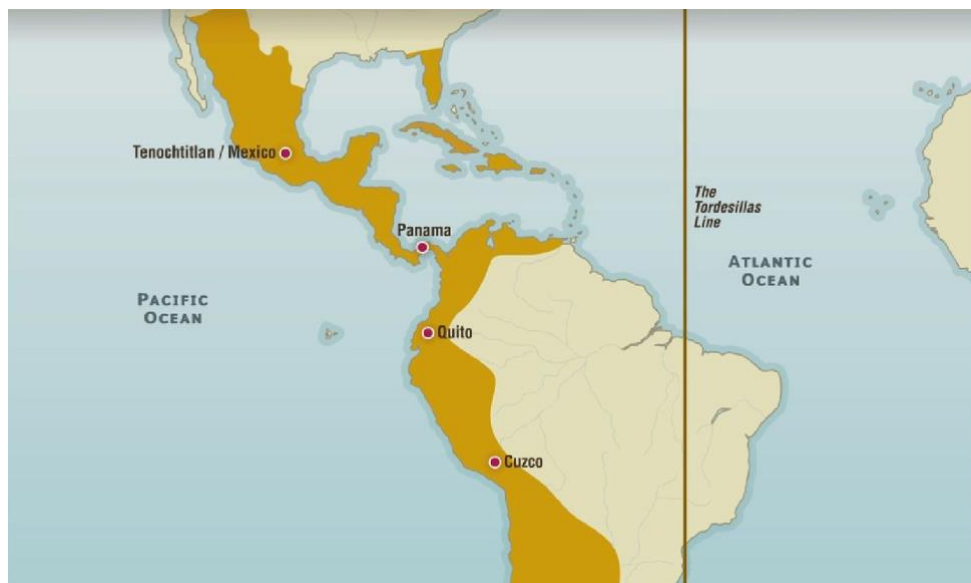 Tenochtitlan / Mexico
The
Tordesillas
Line
Panama
ATLANTIC
OCEAN
PACIFIC
OCEAN
Quito
Cuzco